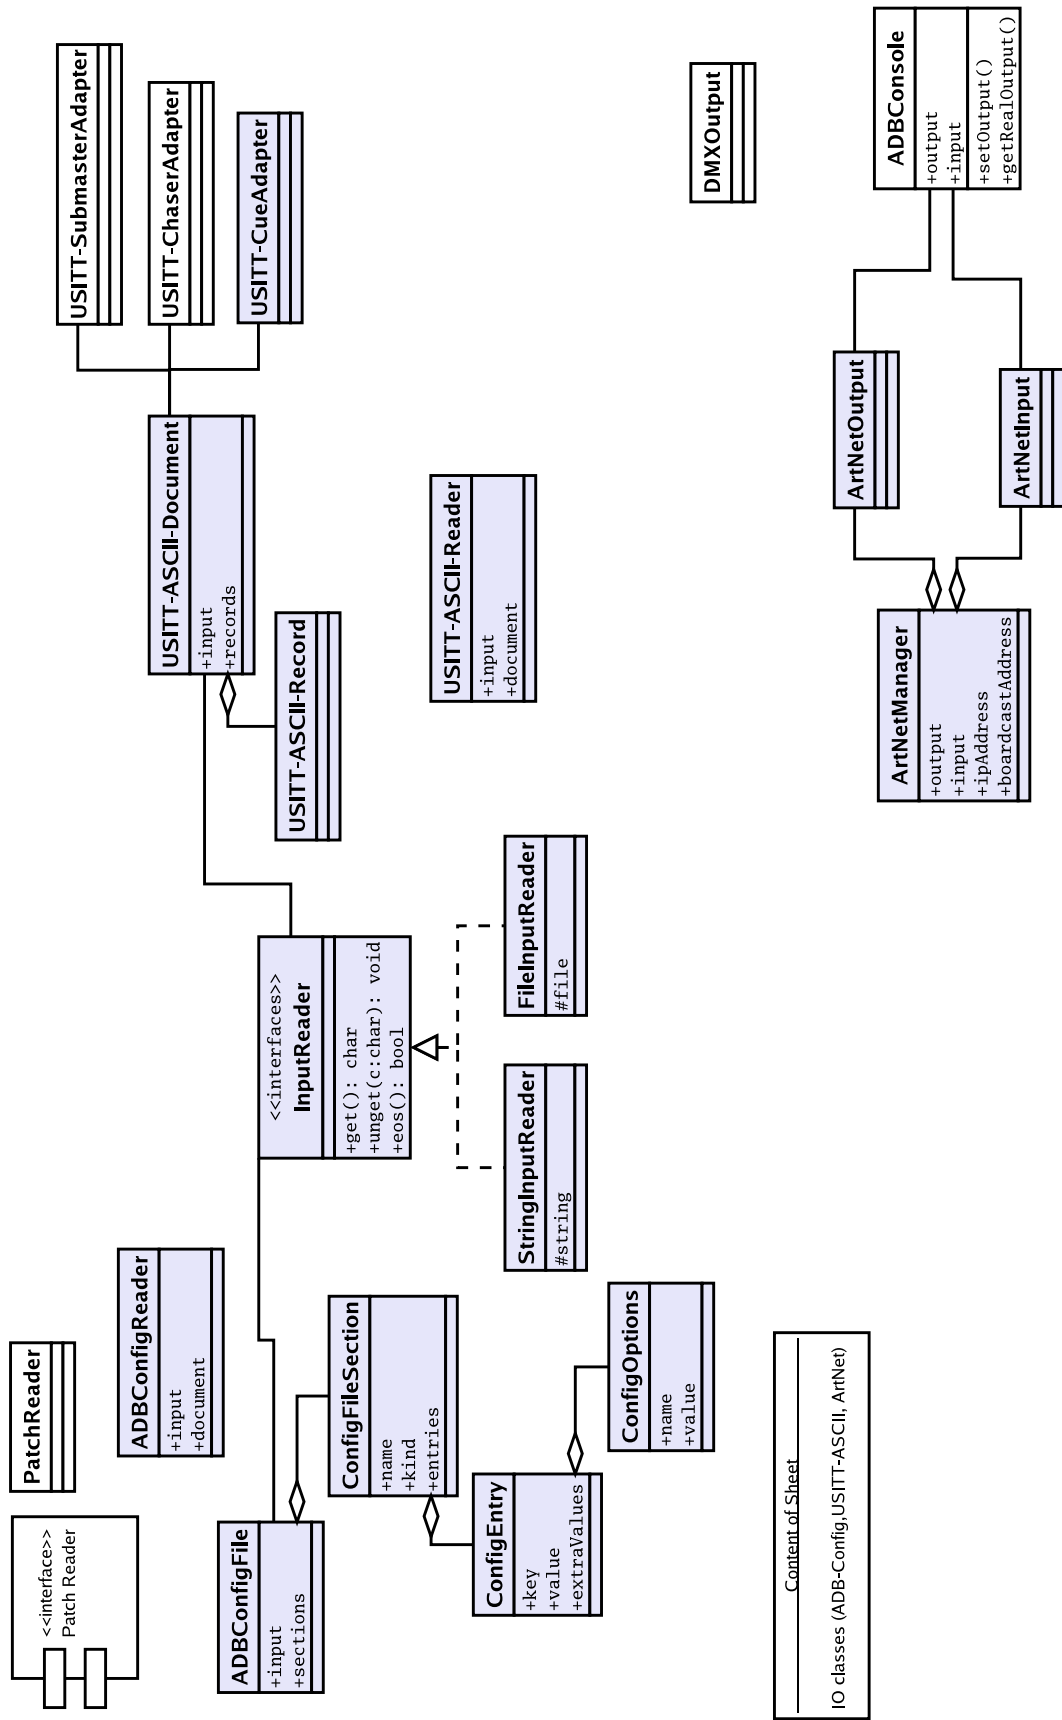 <<interface>>
Patch Reader
PatchReader
ADBConfigReader
+input
+document
ADBConfigFile
+input
+sections
ConfigFileSection
+name
+kind
+entries
ConfigEntry
+key
+value
+extraValues
ConfigOptions
+name
+value
<<interfaces>>
InputReader
+get(): char
+unget(c:char): void
+eos(): bool
StringInputReader
#string
FileInputReader
#file
USITT-ASCII-Document
+input
+records
USITT-ASCII-Record
USITT-ASCII-Reader
+input
+document
USITT-SubmasterAdapter
USITT-ChaserAdapter
USITT-CueAdapter
DMXOutput
ADBConsole
+output
+input
+setOutput()
+getRealOutput()
ArtNetOutput
ArtNetInput
ArtNetManager
+output
+input
+ipAddress
+boardcastAddress
Content of Sheet
IO classes (ADB-Config,USITT-ASCII, ArtNet)